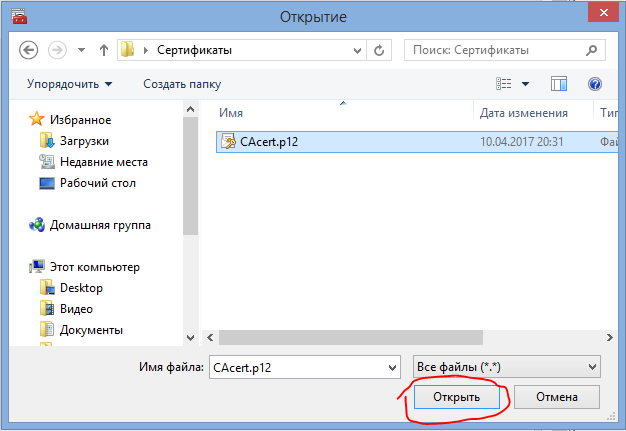 Открытие
Сертификаты
Поиск: Сертификаты
Упорядочить
Создать папку
Имя
Дата изменения
Тип
CAcert.p12
10.04.2017 20:31
Фай
Избранное
Загрузки
Недавние места
Рабочий стол
Домашняя группа
Этот компьютер
Desktop
Видео
Документы
Имя файла:
CAcert.p12
Все файлы (*.*)
Открыть
Отмена